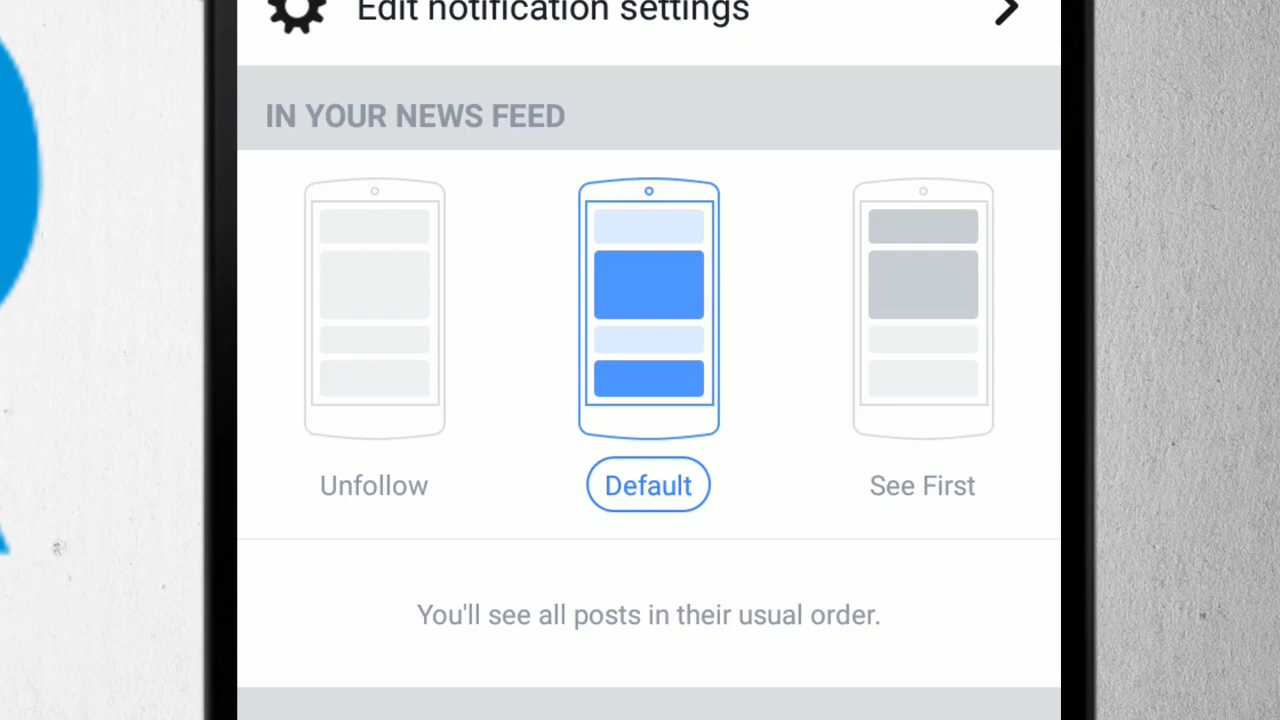 Edit notification settings
IN YOUR NEWS FEED
Unfollow
Default
See First
You'll see all posts in their usual order.